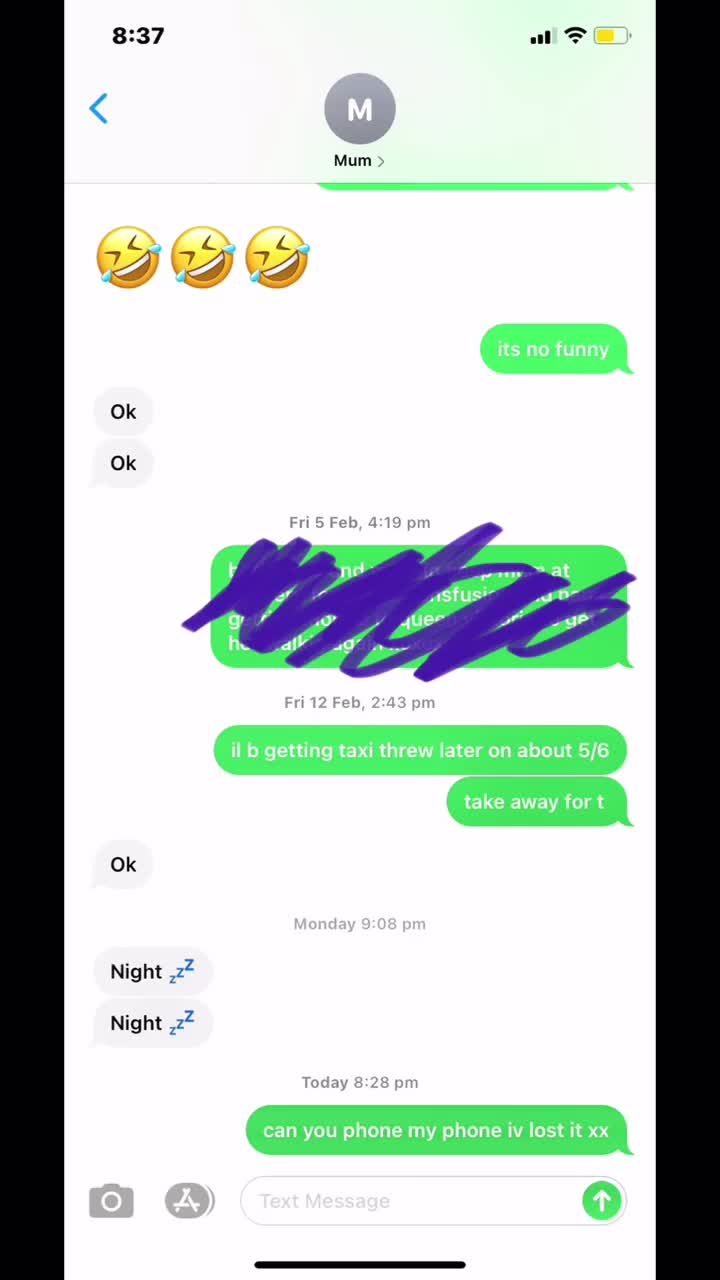 8:37
M
Mum
🤣🤣🤣
its no funny
Ok
Ok
Fri 5 Feb, 4:19 pm
at
Fri 12 Feb, 2:43 pm
il b getting taxi threw later on about 5/6
take away for t
Ok
Monday 9:08 pm
Night 💤
Night 💤
Today 8:28 pm
can you phone my phone iv lost it xx
Text Message